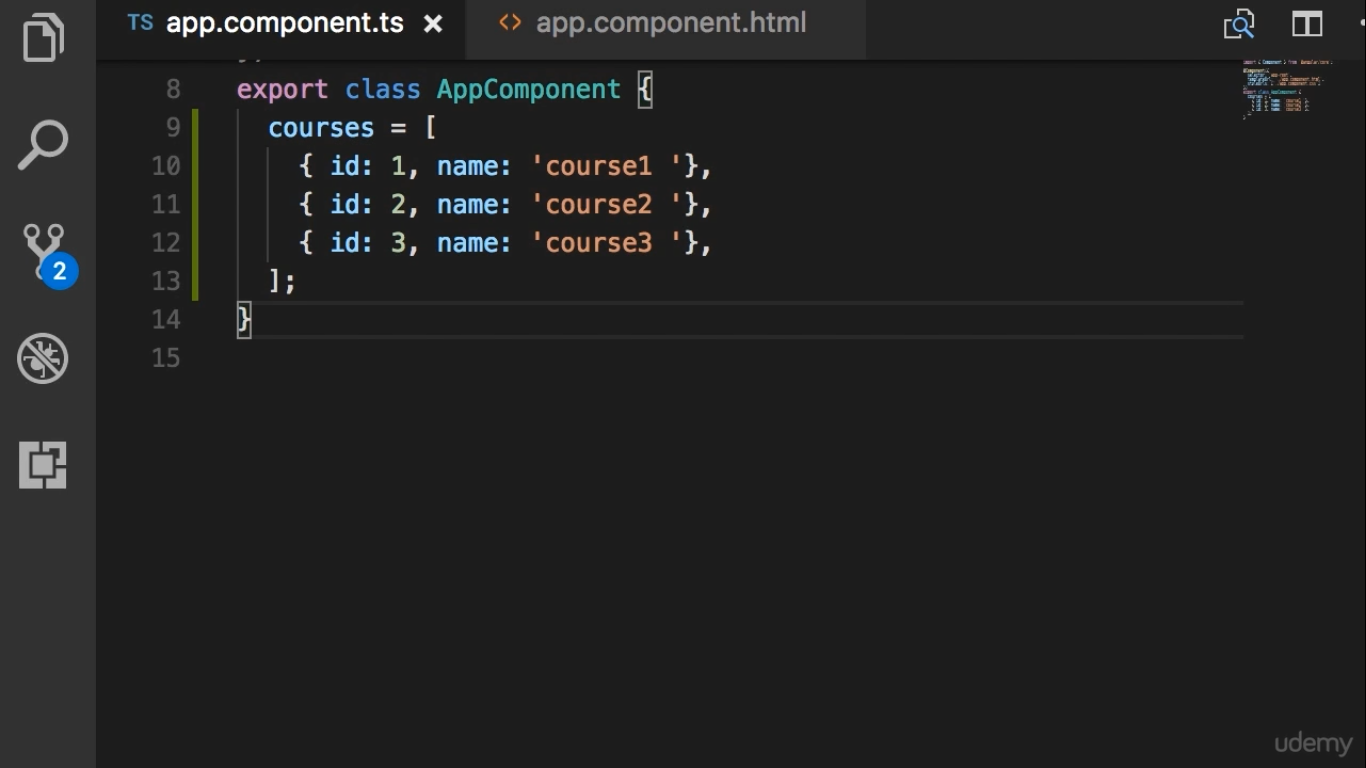 TS app.component.ts × <> app.component.html
8 export class AppComponent {
9 courses = [
10 { id: 1, name: 'course1 '},
11 { id: 2, name: 'course2 '},
12 { id: 3, name: 'course3 '},
13 ];
14 }
15
2
udemy